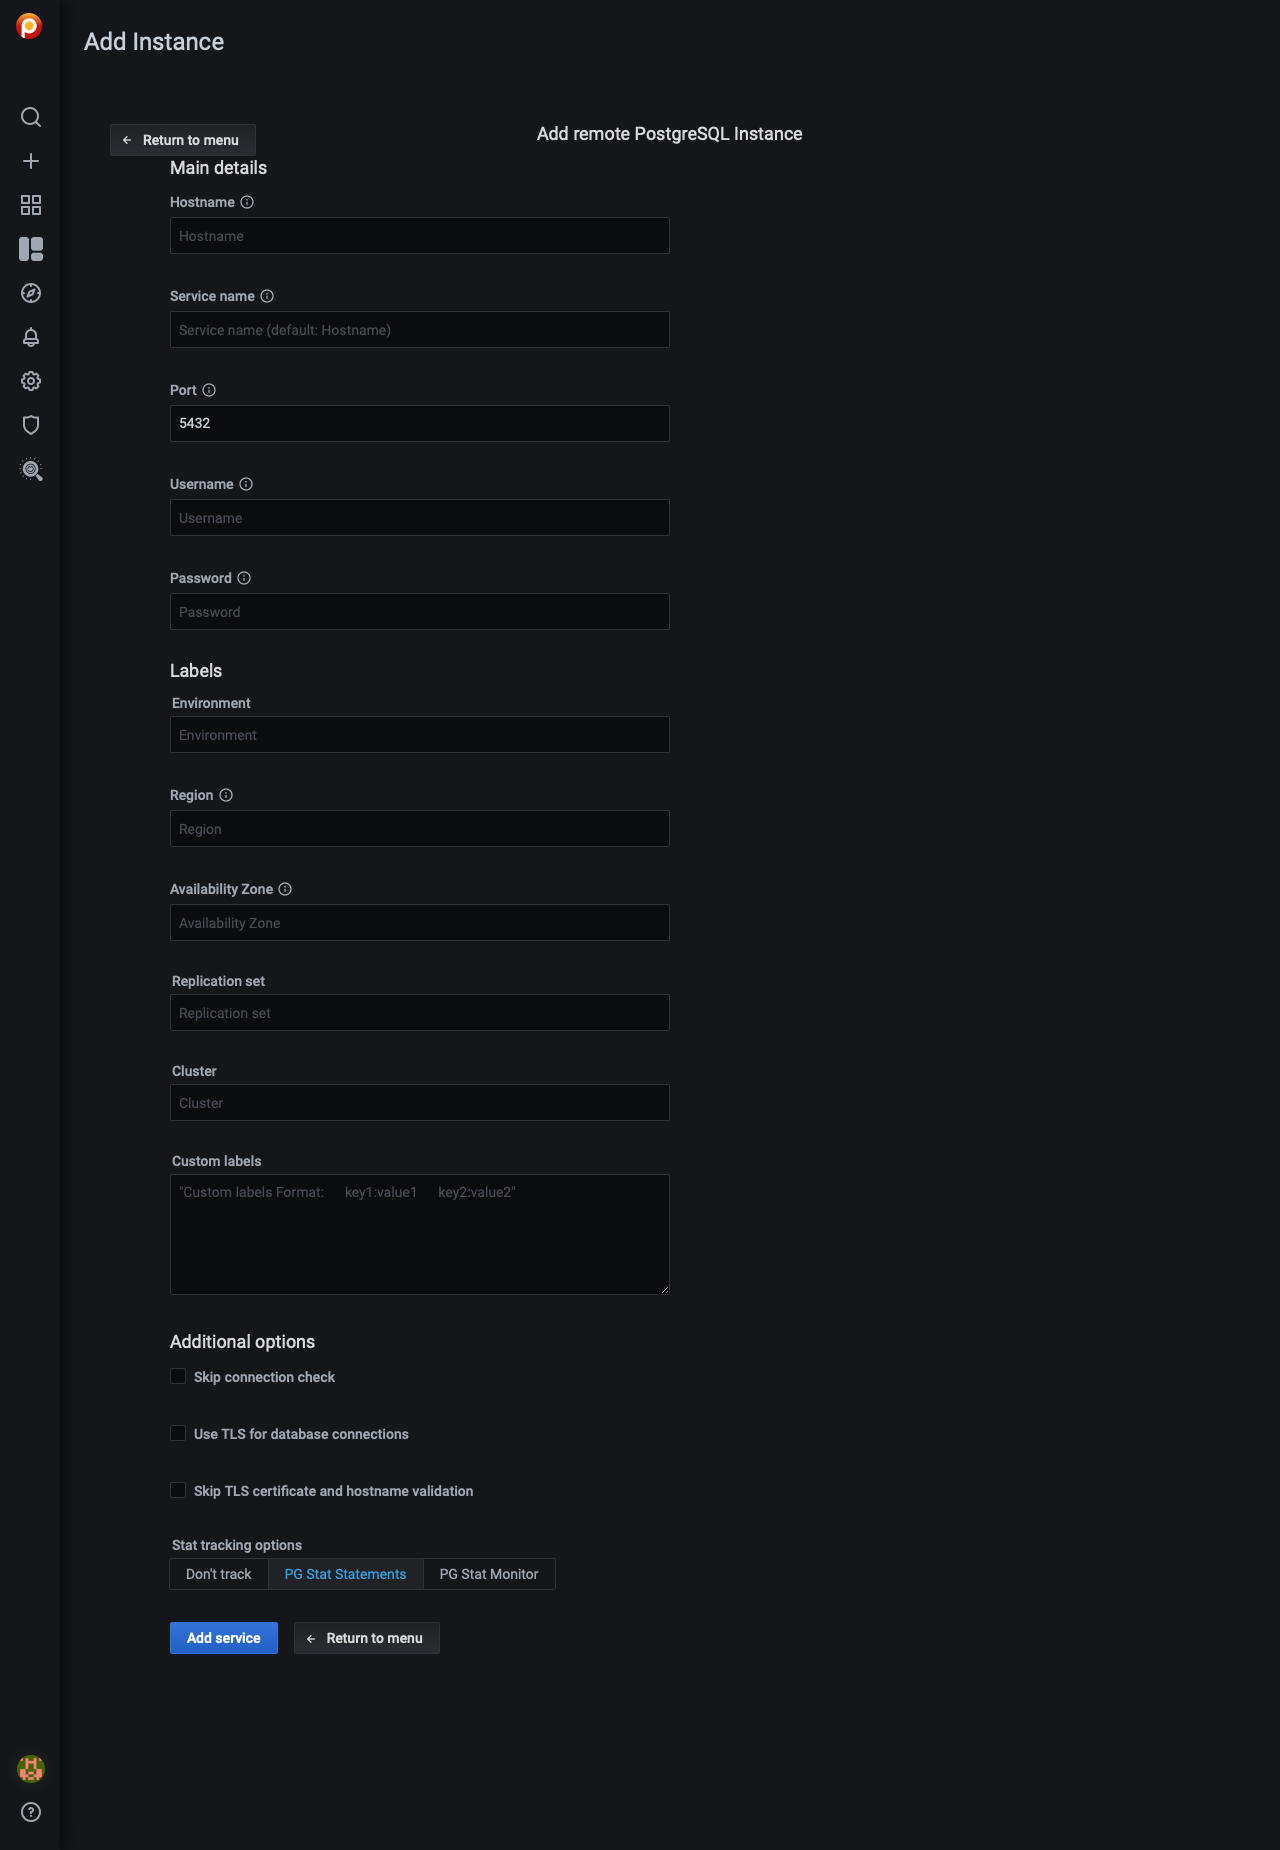 Add Instance
Return to menu
Add remote PostgreSQL Instance
Main details
Hostname
Hostname
Service name
Service name (default: Hostname)
Port
5432
Username
Username
Password
Password
Labels
Environment
Environment
Region
Region
Availability Zone
Availability Zone
Replication set
Replication set
Cluster
Cluster
Custom labels
"Custom labels Format: key1:value1 key2:value2"
Additional options
Skip connection check
Use TLS for database connections
Skip TLS certificate and hostname validation
Stat tracking options
Don't track PG Stat Statements PG Stat Monitor
Add service Return to menu